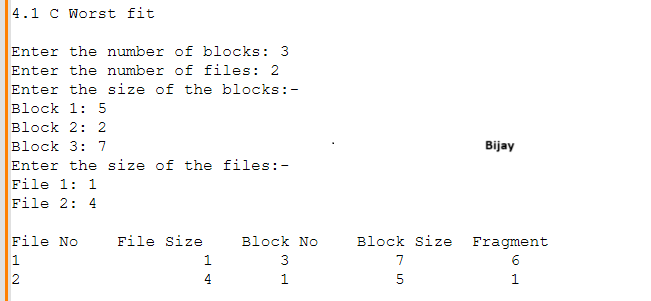 4.1 C Worst fit
Enter the number of blocks: 3
Enter the number of files: 2
Enter the size of the blocks:-
Block 1: 5
Block 2: 2
Block 3: 7
Bijay
Enter the size of the files:-
File 1: 1
File 2: 4
File No File Size Block No Block Size Fragment
1 1 3 7 6
2 4 1 5 1